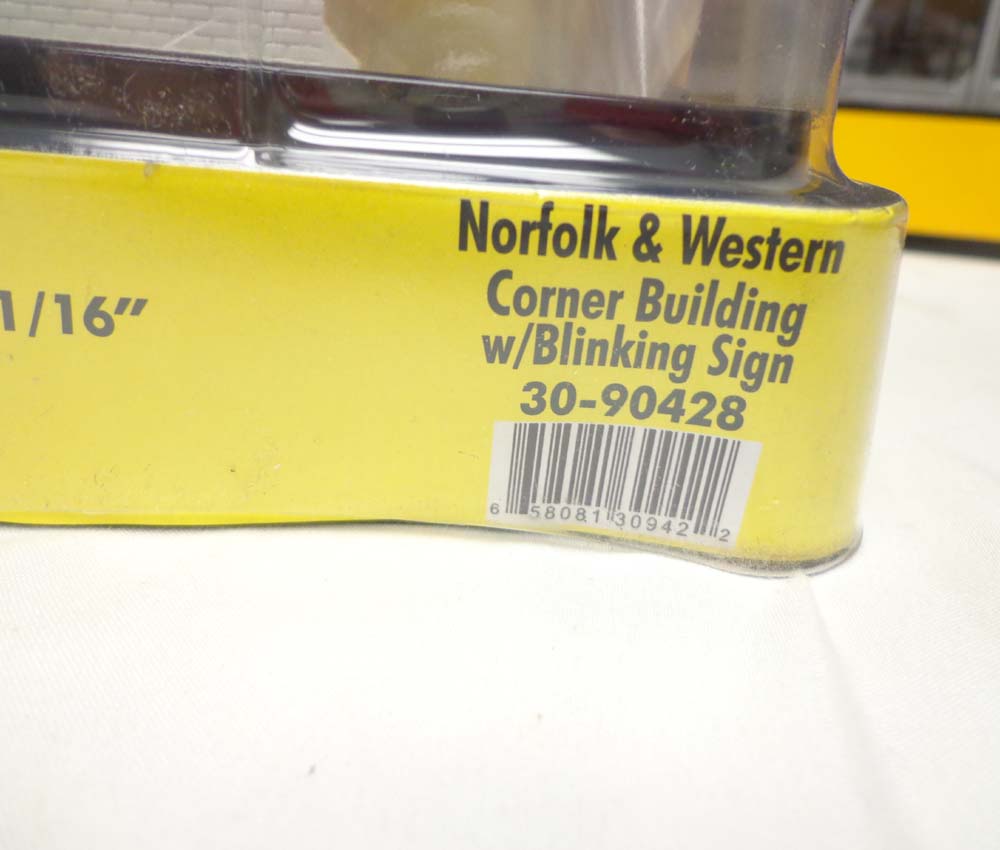 1/16"
Norfolk & Western
Corner Building
w/Blinking Sign
30-90428
6 58081 30942 2